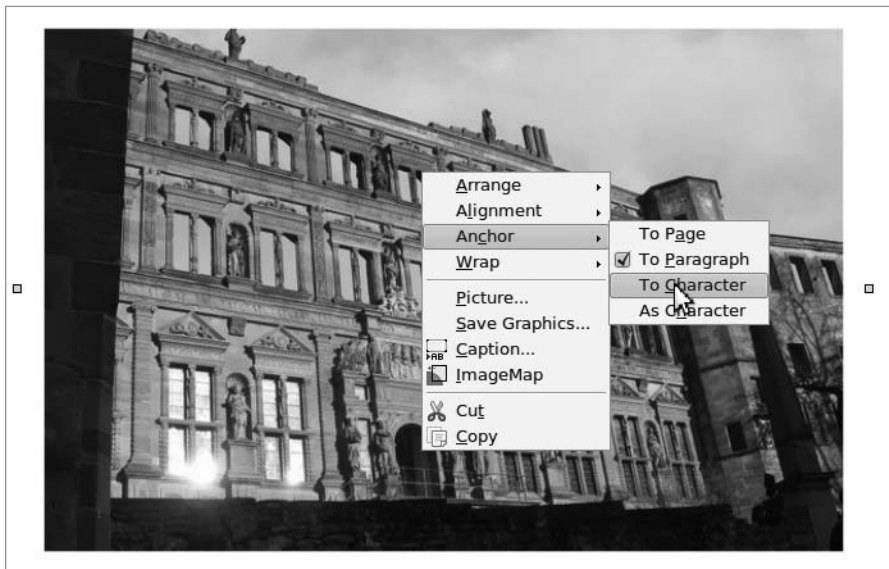 Arrange
Alignment
Anchor
Wrap
Picture...
Save Graphics...
Caption...
ImageMap
Cut
Copy
To Page
To Paragraph
To Character
As Character
AB